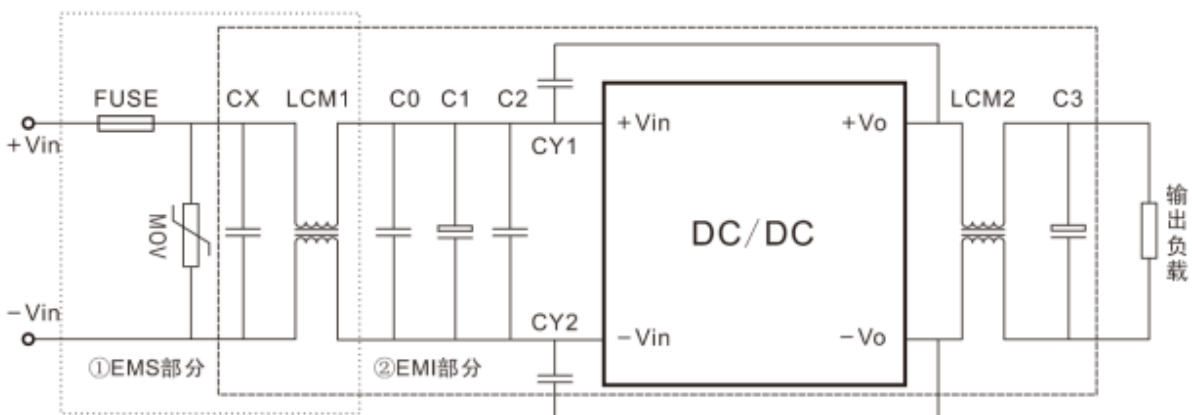 FUSE
CX
LCM1
C0
C1
C2
LCM2
C3
+Vin
CY1
+Vin
+Vo
MOV
DC/DC
输出负载
-Vin
CY2
-Vin
-Vo
①EMS部分
②EMI部分